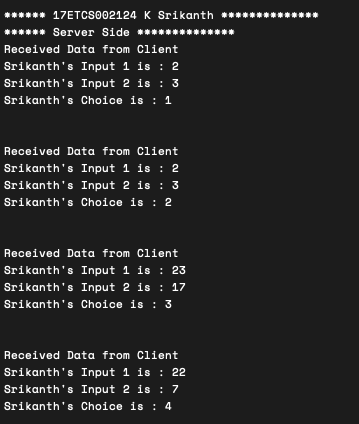 ****** 17ETCS002124 K Srikanth **************
****** Server Side **************
Received Data from Client
Srikanth's Input 1 is : 2
Srikanth's Input 2 is : 3
Srikanth's Choice is : 1
Received Data from Client
Srikanth's Input 1 is : 2
Srikanth's Input 2 is : 3
Srikanth's Choice is : 2
Received Data from Client
Srikanth's Input 1 is : 23
Srikanth's Input 2 is : 17
Srikanth's Choice is : 3
Received Data from Client
Srikanth's Input 1 is : 22
Srikanth's Input 2 is : 7
Srikanth's Choice is : 4